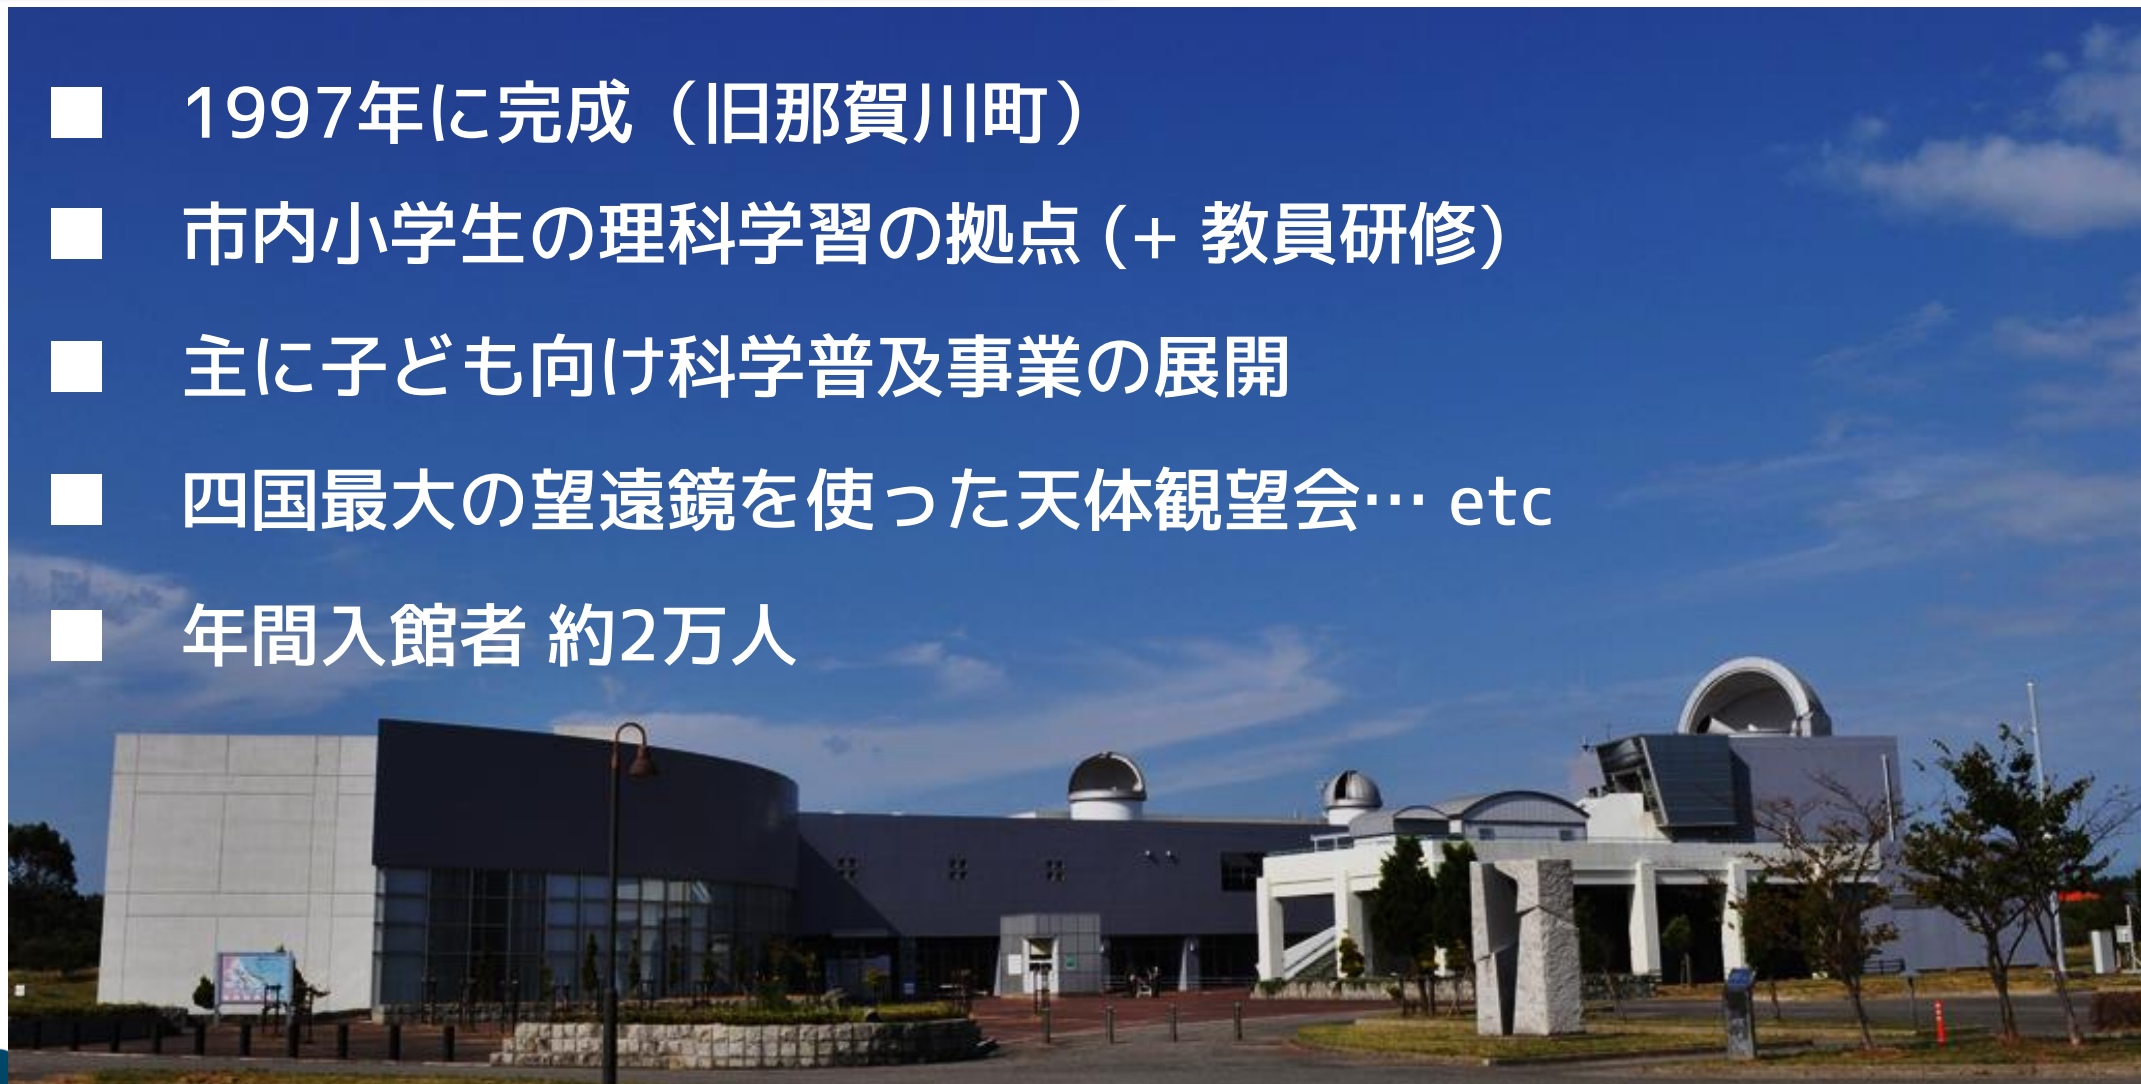 ■ 1997年に完成（旧那賀川町）
■ 市内小学生の理科学習の拠点 (+ 教員研修)
■ 主に子ども向け科学普及事業の展開
■ 四国最大の望遠鏡を使った天体観望会… etc
■ 年間入館者 約2万人